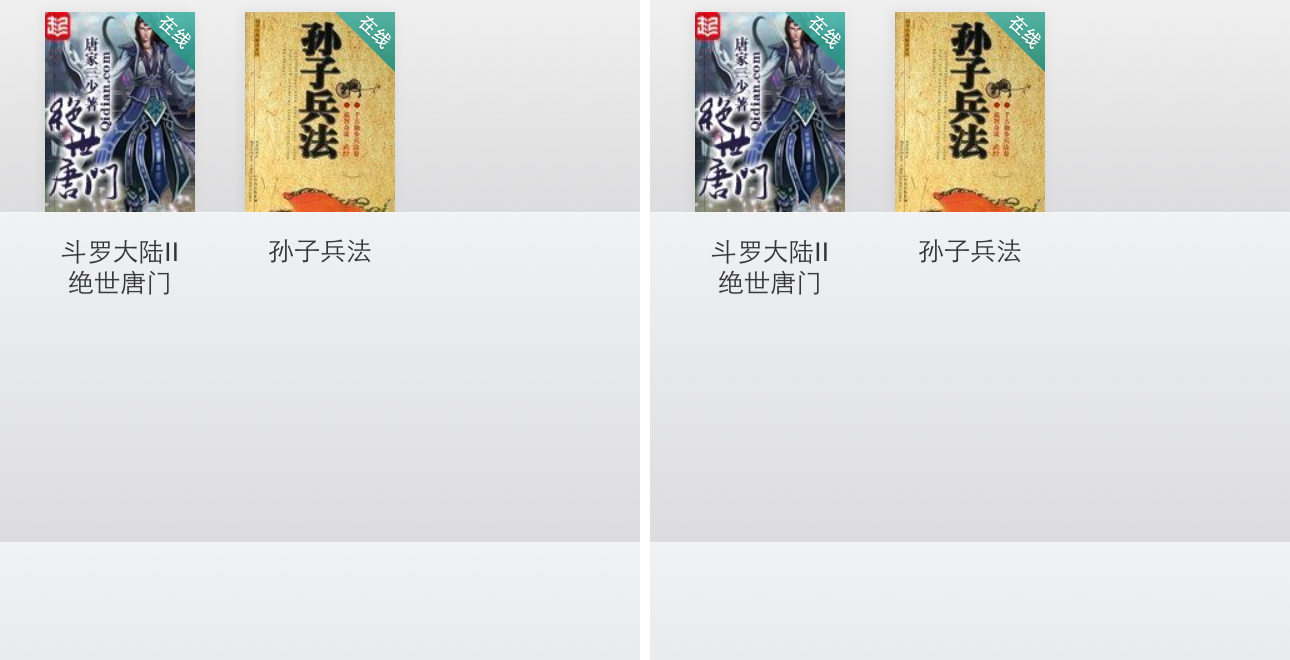 起
在线
唐家三少 著
Qidian.com
绝世
唐门
在线
孙子兵法
斗罗大陆II
绝世唐门
孙子兵法
起
在线
唐家三少 著
Qidian.com
绝世
唐门
在线
孙子兵法
斗罗大陆II
绝世唐门
孙子兵法